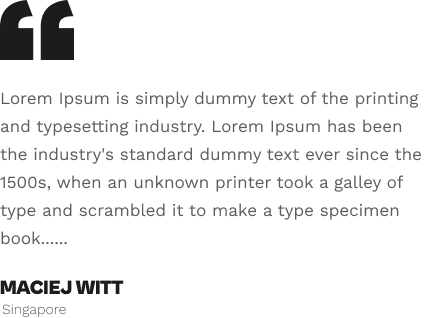 Lorem Ipsum is simply dummy text of the printing
and typesetting industry. Lorem Ipsum has been
the industry's standard dummy text ever since the
1500s, when an unknown printer took a galley of
type and scrambled it to make a type specimen
book......
MACIEJ WITT
Singapore